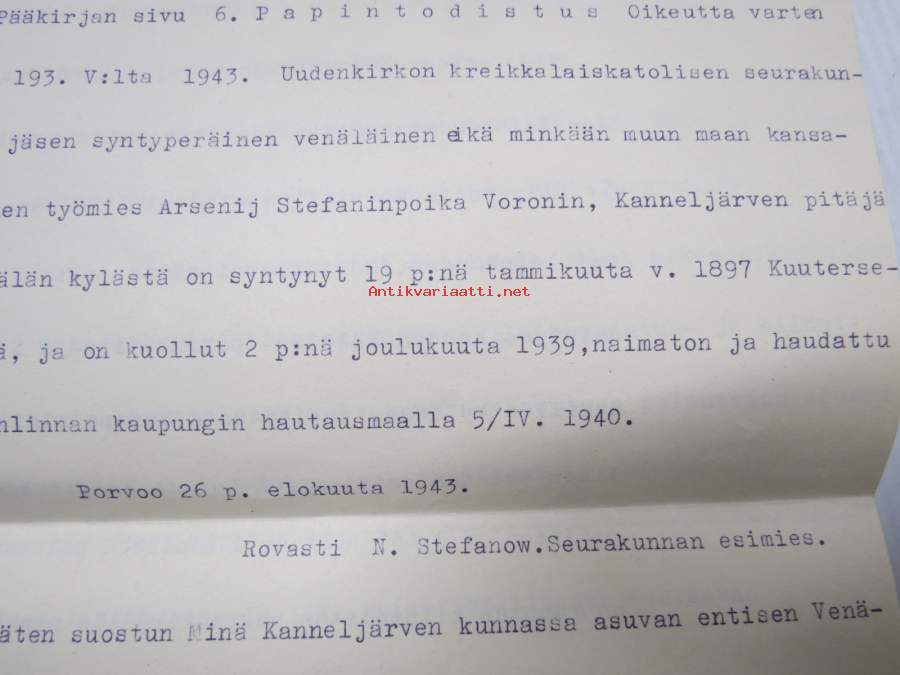 Pääkirjan sivu 6. P a p i n t o d i s t u s Oikeutta varten
193. V:lta 1943. Uudenkirkon kreikkalaiskatolisen seurakun-
jäsen syntyperäinen venäläinen eikä minkään muun maan kansa-
en työmies Arsenij Stefaninpoika Voronin, Kanneljärven pitäjä
älän kylästä on syntynyt 19 p:nä tammikuuta v. 1897 Kuuterse-
Antikvariaatti.net
ä, ja on kuollut 2 p:nä joulukuuta 1939,naimaton ja haudattu
nlinnan kaupungin hautausmaalla 5/IV. 1940.
Porvoo 26 p. elokuuta 1943.
Rovasti N. Stefanow.Seurakunnan esimies.
äten suostun Minä Kanneljärven kunnassa asuvan entisen Venä-